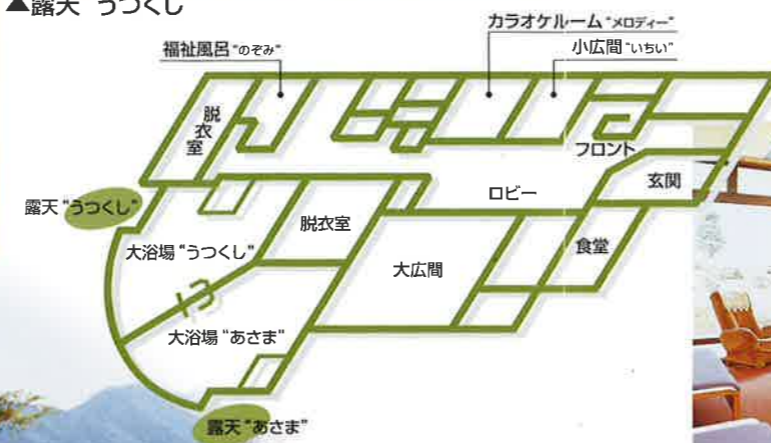 ▲露天“うつくし”
カラオケルーム“メロディー”
福祉風呂“のぞみ”
小広間“いちい”
脱衣室
フロント
玄関
ロビー
露天“うつくし”
脱衣室
大浴場“うつくし”
食堂
大広間
大浴場“あさま”
露天“あさま”